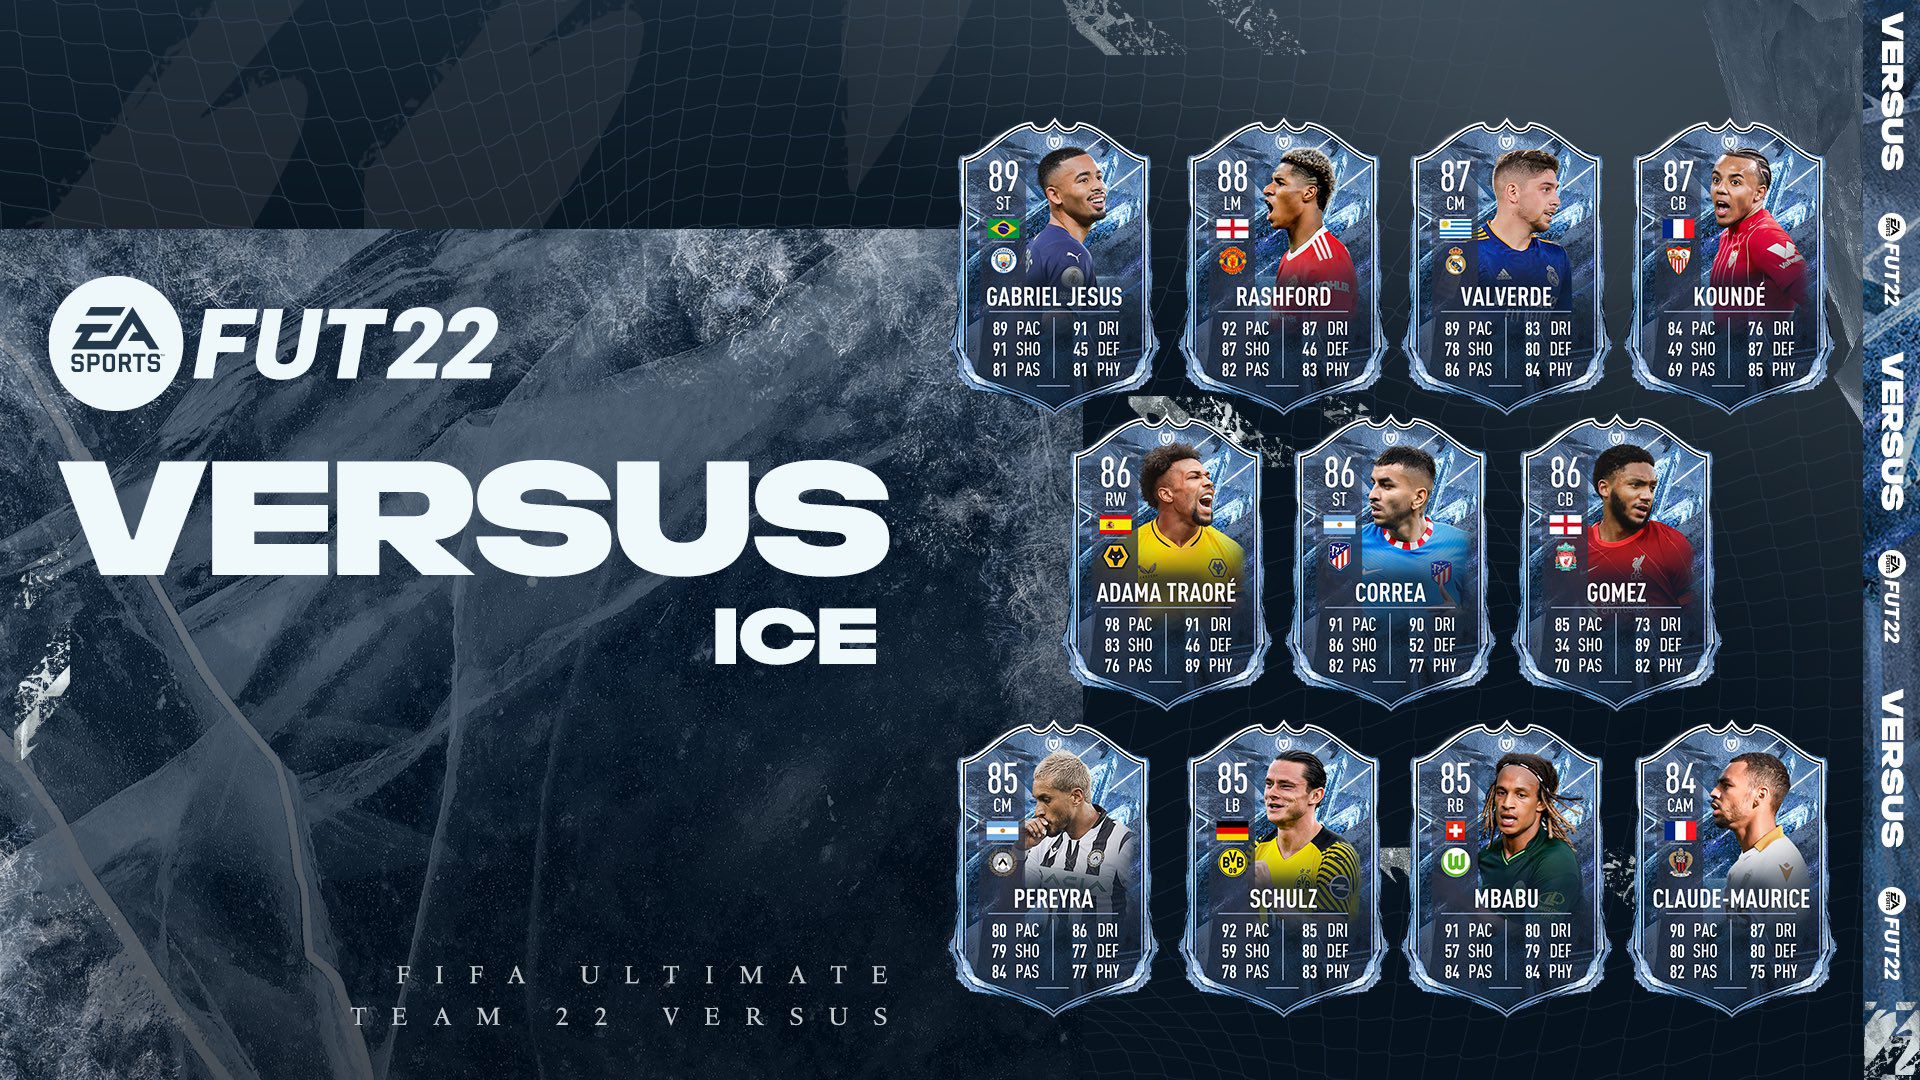 EA
SPORTS
FUT22
VERSUS
ICE
FIFA ULTIMATE
TEAM 22 VERSUS
89
ST
GABRIEL JESUS
89 PAC 91 DRI
91 SHO 45 DEF
81 PAS 81 PHY
88
LM
RASHFORD
92 PAC 87 DRI
87 SHO 46 DEF
82 PAS 83 PHY
87
CM
VALVERDE
89 PAC 83 DRI
78 SHO 80 DEF
86 PAS 84 PHY
87
CB
KOUNDÉ
84 PAC 76 DRI
49 SHO 87 DEF
69 PAS 85 PHY
86
RW
ADAMA TRAORÉ
98 PAC 91 DRI
83 SHO 46 DEF
76 PAS 89 PHY
86
ST
CORREA
91 PAC 90 DRI
86 SHO 52 DEF
82 PAS 77 PHY
86
CB
GOMEZ
85 PAC 73 DRI
34 SHO 89 DEF
70 PAS 82 PHY
85
CM
PEREYRA
80 PAC 86 DRI
79 SHO 77 DEF
84 PAS 77 PHY
85
LB
BVB
09
SCHULZ
92 PAC 85 DRI
59 SHO 80 DEF
78 PAS 83 PHY
85
RB
MBABU
91 PAC 80 DRI
57 SHO 79 DEF
84 PAS 84 PHY
84
CAM
CLAUDE-MAURICE
90 PAC 87 DRI
80 SHO 80 DEF
82 PAS 75 PHY
VERSUS
EA SPORTS FUT22
VERSUS
EA SPORTS FUT22
VERSUS
EA SPORTS FUT22